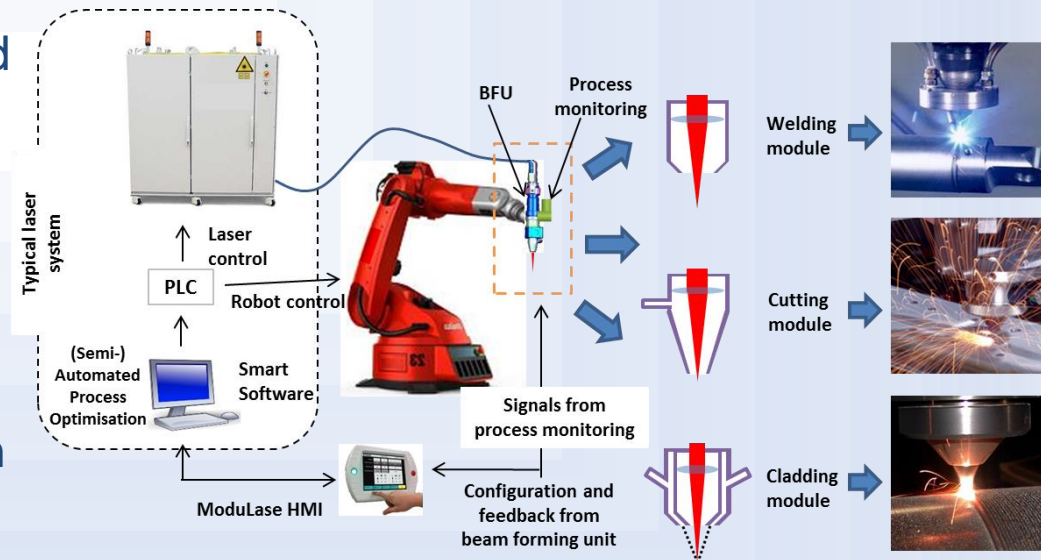 d
n
Typical laser
system
Laser
control
PLC
Robot control
(Semi-)
Automated
Process
Optimisation
Smart
Software
ModuLase HMI
BFU
Process
monitoring
Signals from
process monitoring
Configuration and
feedback from
beam forming unit
Welding
module
Cutting
module
Cladding
module